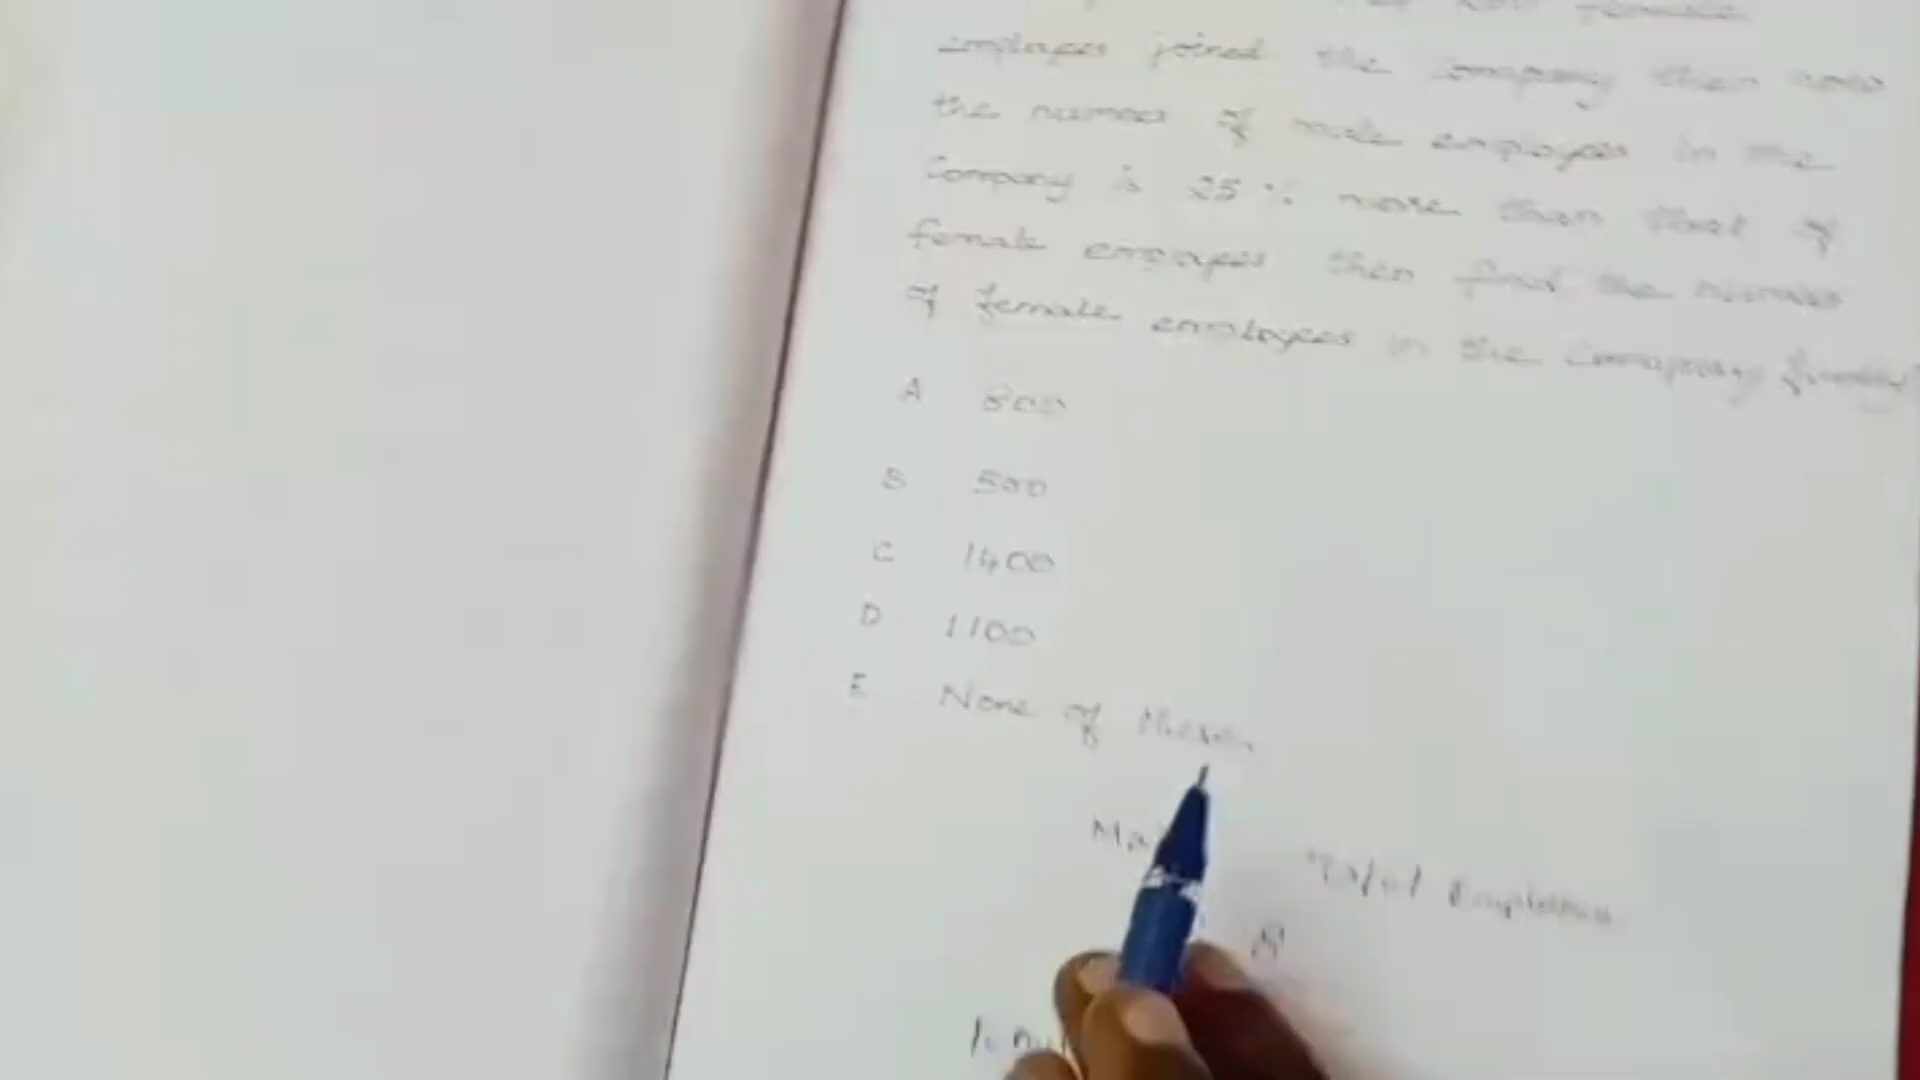 200 female
employees joined the company then now
the number of male employees in the
Company is 25% more than that of
female employees then find the number
of female employees in the company finally
A 800
B 500
C 1400
D 1100
E None of these.
Total Employees